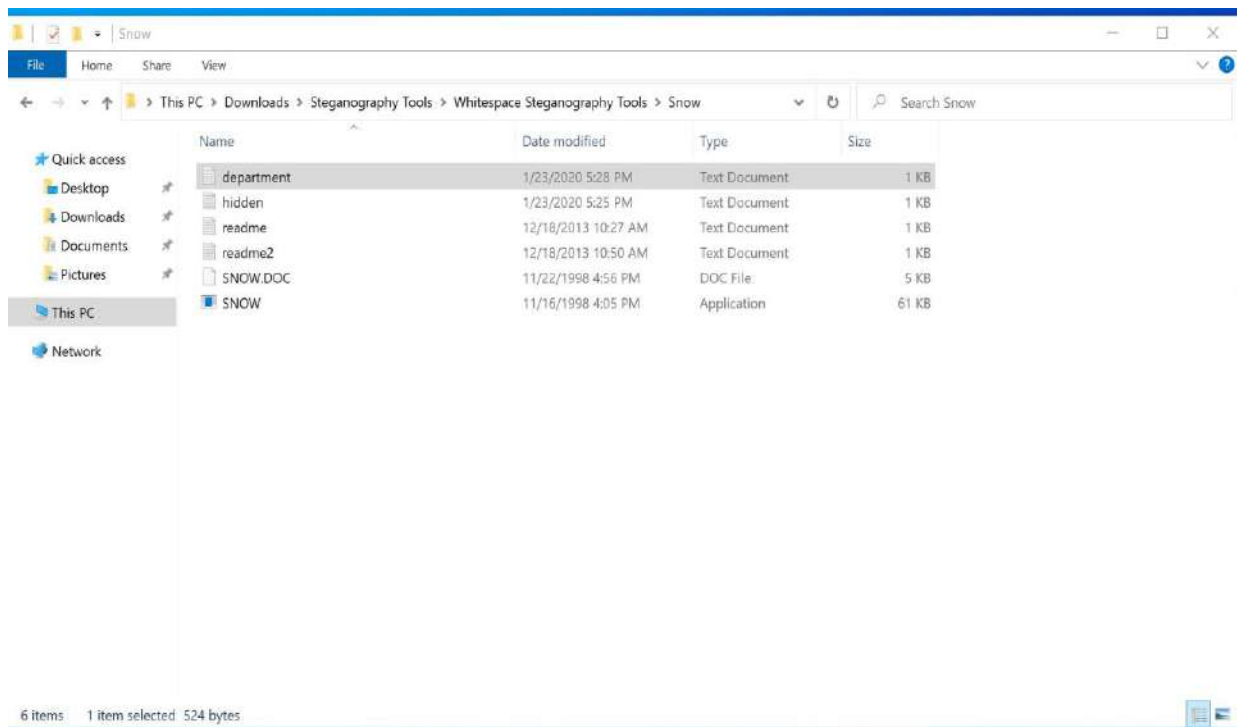 Snow
File Home Share View
This PC > Downloads > Steganography Tools > Whitespace Steganography Tools > Snow Search Snow
Name Date modified Type Size
Quick access
Desktop
Downloads
Documents
Pictures
This PC
Network
department 1/23/2020 5:28 PM Text Document 1 KB
hidden 1/23/2020 5:25 PM Text Document 1 KB
readme 12/18/2013 10:27 AM Text Document 1 KB
readme2 12/18/2013 10:50 AM Text Document 1 KB
SNOW.DOC 11/22/1998 4:56 PM DOC File 5 KB
SNOW 11/16/1998 4:05 PM Application 61 KB
6 items 1 item selected 524 bytes